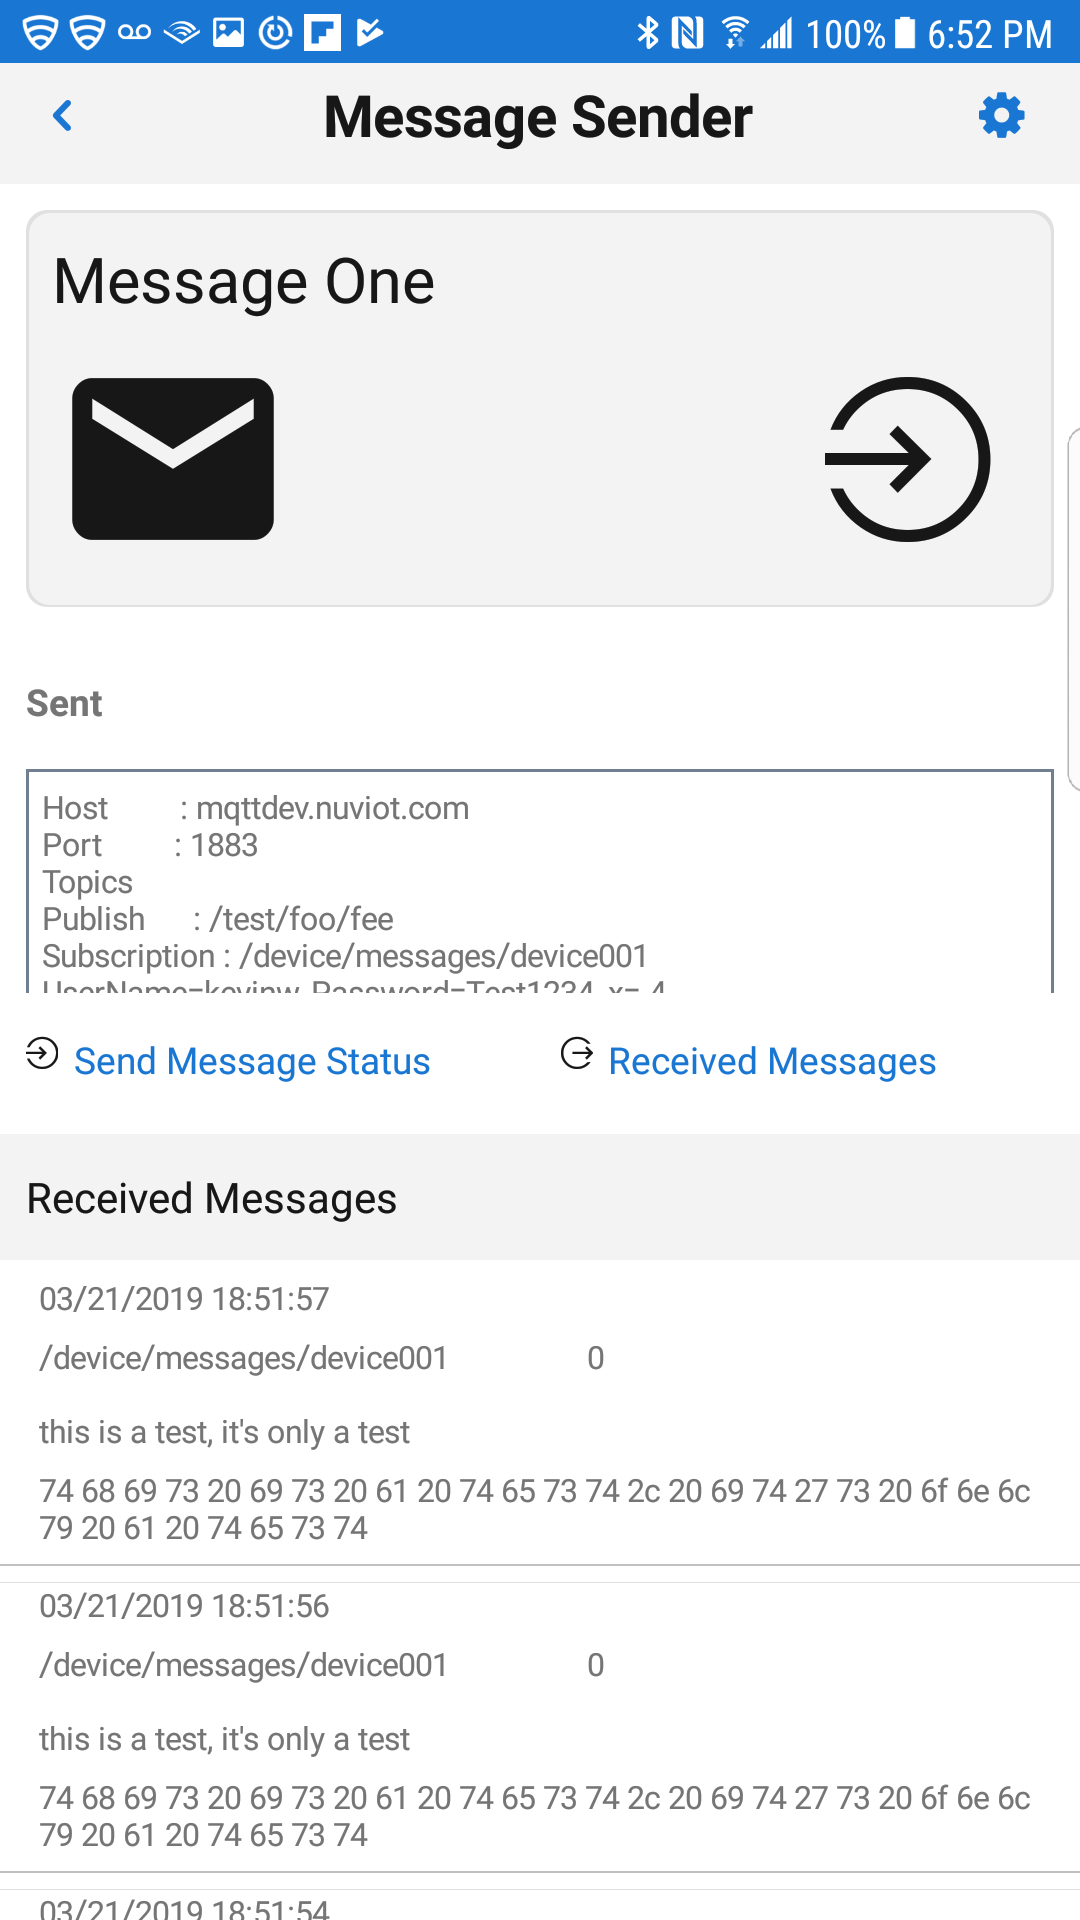 100% 6:52 PM
Message Sender
Message One
Sent
Host : mqttdev.nuviot.com
Port : 1883
Topics
Publish : /test/foo/fee
Subscription : /device/messages/device001
UserName=kevinw, Password=Test1234, x=.4
Send Message Status Received Messages
Received Messages
03/21/2019 18:51:57
/device/messages/device001 0
this is a test, it's only a test
74 68 69 73 20 69 73 20 61 20 74 65 73 74 2c 20 69 74 27 73 20 6f 6e 6c
79 20 61 20 74 65 73 74
03/21/2019 18:51:56
/device/messages/device001 0
this is a test, it's only a test
74 68 69 73 20 69 73 20 61 20 74 65 73 74 2c 20 69 74 27 73 20 6f 6e 6c
79 20 61 20 74 65 73 74
03/21/2019 18:51:54